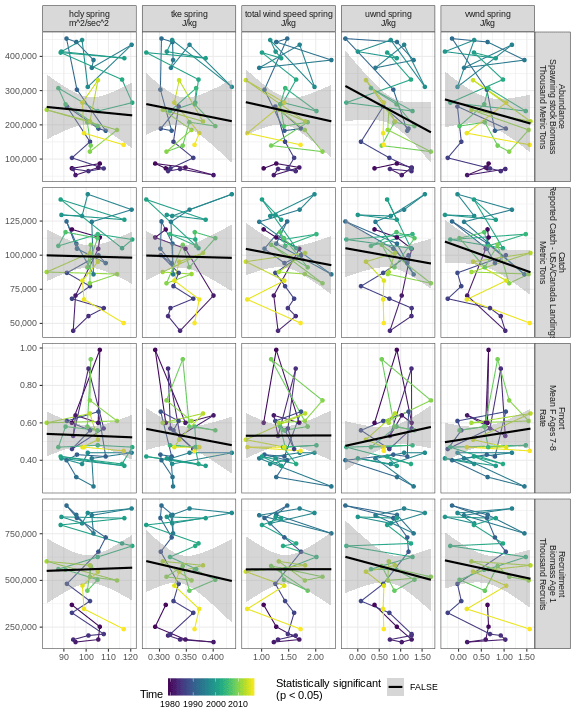 hcly spring
m^2/sec^2
tke spring
J/kg
total wind speed spring
J/kg
uwnd spring
J/kg
vwnd spring
J/kg
400,000
300,000
200,000
100,000
Abundance
Spawning stock Biomass
Thousand Metric Tons
125,000
100,000
75,000
50,000
Catch
Reported Catch - USA/Canada Landings
Metric Tons
1.00
0.80
0.60
0.40
Fmort
Mean F Ages 7-8
Rate
750,000
500,000
250,000
Recruitment
Biomass Age 1
Thousand Recruits
90 100 110 120
0.300 0.350 0.400
1.00 1.50 2.00
0.00 0.50 1.00 1.50
0.00 0.50 1.00 1.50
Time
1980 1990 2000 2010
Statistically significant
(p < 0.05)
FALSE